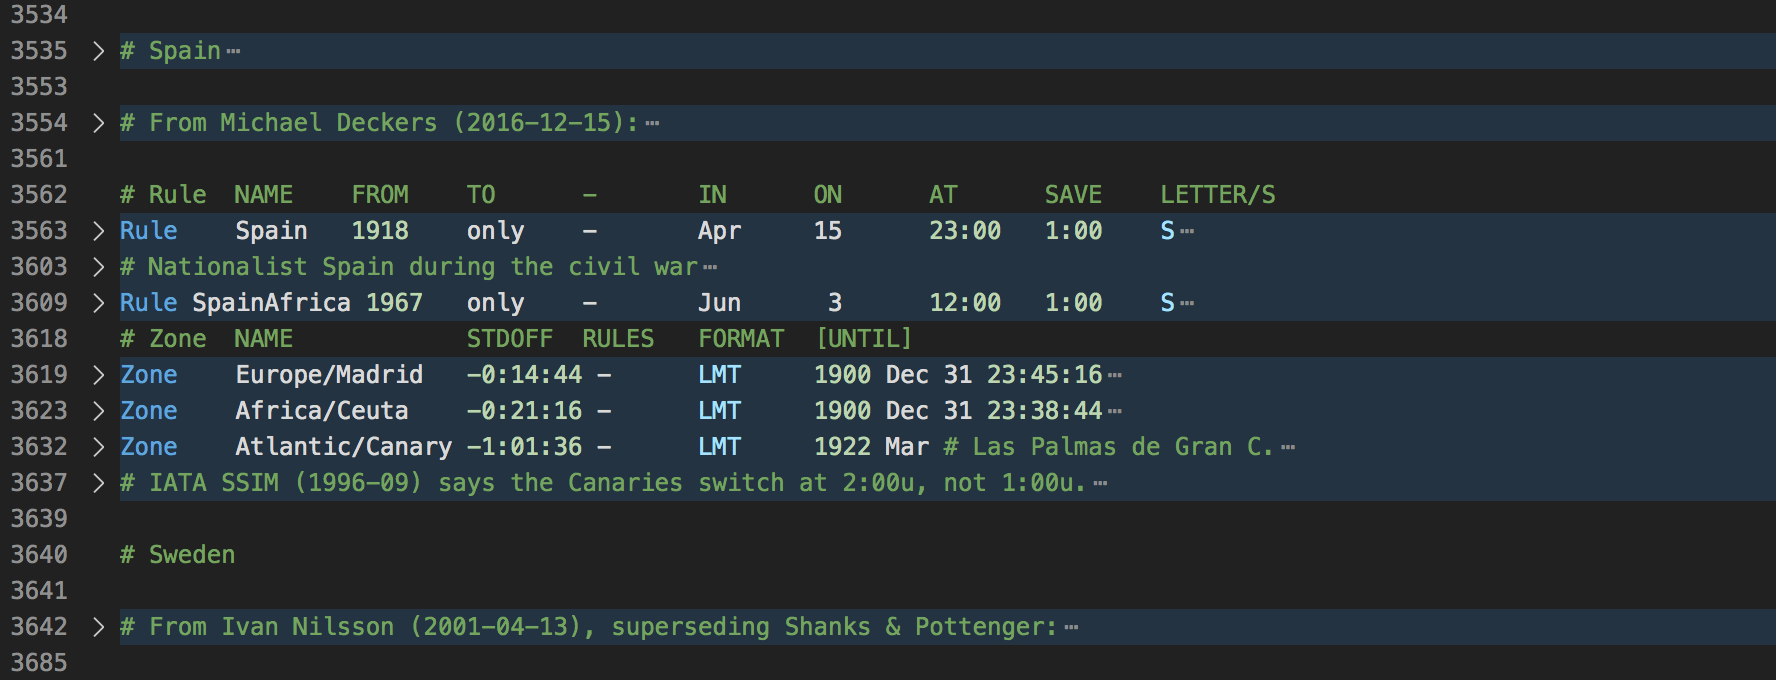 3534
3535 > # Spain⋯
3553
3554 > # From Michael Deckers (2016-12-15):⋯
3561
3562 # Rule NAME FROM TO - IN ON AT SAVE LETTER/S
3563 > Rule Spain 1918 only - Apr 15 23:00 1:00 S⋯
3603 > # Nationalist Spain during the civil war⋯
3609 > Rule SpainAfrica 1967 only - Jun 3 12:00 1:00 S⋯
3618 # Zone NAME STDOFF RULES FORMAT [UNTIL]
3619 > Zone Europe/Madrid -0:14:44 - LMT 1900 Dec 31 23:45:16⋯
3623 > Zone Africa/Ceuta -0:21:16 - LMT 1900 Dec 31 23:38:44⋯
3632 > Zone Atlantic/Canary -1:01:36 - LMT 1922 Mar # Las Palmas de Gran C.⋯
3637 > # IATA SSIM (1996-09) says the Canaries switch at 2:00u, not 1:00u.⋯
3639
3640 # Sweden
3641
3642 > # From Ivan Nilsson (2001-04-13), superseding Shanks & Pottenger:⋯
3685